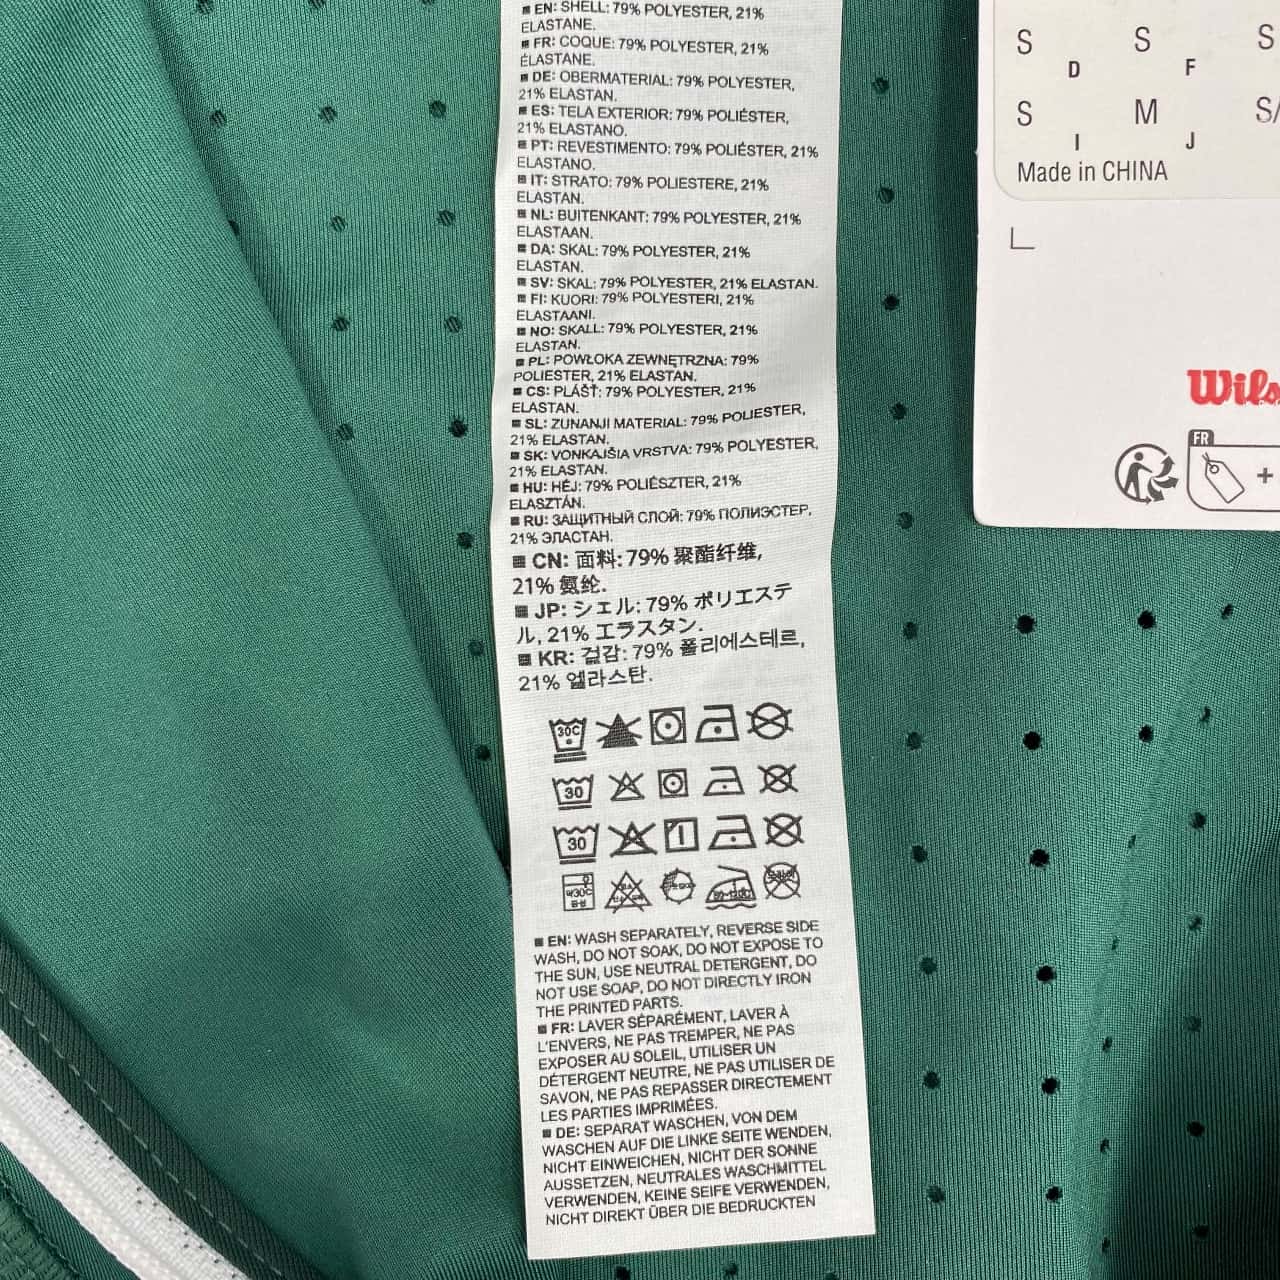 EN: SHELL: 79% POLYESTER, 21%
ELASTANE.
FR: COQUE: 79% POLYESTER, 21%
ÉLASTANE.
DE: OBERMATERIAL: 79% POLYESTER,
21% ELASTAN.
ES: TELA EXTERIOR: 79% POLIÉSTER,
21% ELASTANO.
PT: REVESTIMENTO: 79% POLIÉSTER, 21%
ELASTANO.
IT: STRATO: 79% POLIESTERE, 21%
ELASTAN.
NL: BUITENKANT: 79% POLYESTER, 21%
ELASTAAN.
DA: SKAL: 79% POLYESTER, 21%
ELASTAN.
SV: SKAL: 79% POLYESTER, 21% ELASTAN.
FI: KUORI: 79% POLYESTERI, 21%
ELASTAANI.
NO: SKALL: 79% POLYESTER, 21%
ELASTAN.
PL: POWŁOKA ZEWNĘTRZNA: 79%
POLIESTER, 21% ELASTAN.
CS: PLÁŠŤ: 79% POLYESTER, 21%
ELASTAN.
SL: ZUNANJI MATERIAL: 79% POLIESTER,
21% ELASTAN.
SK: VONKAJŠIA VRSTVA: 79% POLYESTER,
21% ELASTAN.
HU: HÉJ: 79% POLIÉSZTER, 21%
ELASZTÁN.
RU: ЗАЩИТНЫЙ СЛОЙ: 79% ПОЛИЭСТЕР,
21% ЭЛАСТАН.
CN: 面料: 79% 聚酯纤维,
21% 氨纶.
JP: シェル: 79% ポリエステ
ル, 21% エラスタン.
KR: 겉감: 79% 폴리에스테르,
21% 엘라스탄.
30C
30
30
약30℃
중성
80~120℃
EN: WASH SEPARATELY, REVERSE SIDE
WASH, DO NOT SOAK, DO NOT EXPOSE TO
THE SUN, USE NEUTRAL DETERGENT, DO
NOT USE SOAP, DO NOT DIRECTLY IRON
THE PRINTED PARTS.
FR: LAVER SÉPARÉMENT, LAVER À
L'ENVERS, NE PAS TREMPER, NE PAS
EXPOSER AU SOLEIL, UTILISER UN
DÉTERGENT NEUTRE, NE PAS UTILISER DE
SAVON, NE PAS REPASSER DIRECTEMENT
LES PARTIES IMPRIMÉES.
DE: SEPARAT WASCHEN, VON DEM
WASCHEN AUF DIE LINKE SEITE WENDEN,
NICHT EINWEICHEN, NICHT DER SONNE
AUSSETZEN, NEUTRALES WASCHMITTEL
VERWENDEN, KEINE SEIFE VERWENDEN,
NICHT DIREKT ÜBER DIE BEDRUCKTEN
S S S
D F
S M S/
I J
Made in CHINA
Wils
FR
+